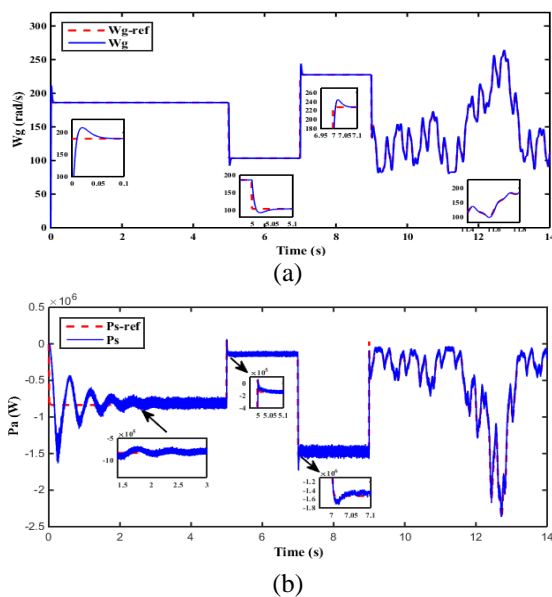 320
300
250
200
150
100
50
0
Wg (rad/s)
Wg-ref
Wg
200
150
100
0 0.05 0.1
200
150
100
5 5.05 5.1
260
240
220
200
180
6.95 7 7.05 7.1
200
150
100
11.4 11.6 11.8
0 2 4 6 8 10 12 14
Time (s)
(a)
×10⁶
0.5
0
-0.5
-1
-1.5
-2
-2.5
Pa (W)
Ps-ref
Ps
×10⁵
0
-2
-4
5 5.05 5.1
-5
-10
1.5 2 2.5 3
×10⁶
-1.2
-1.4
-1.6
-1.8
7 7.05 7.1
0 2 4 6 8 10 12 14
Time (s)
(b)